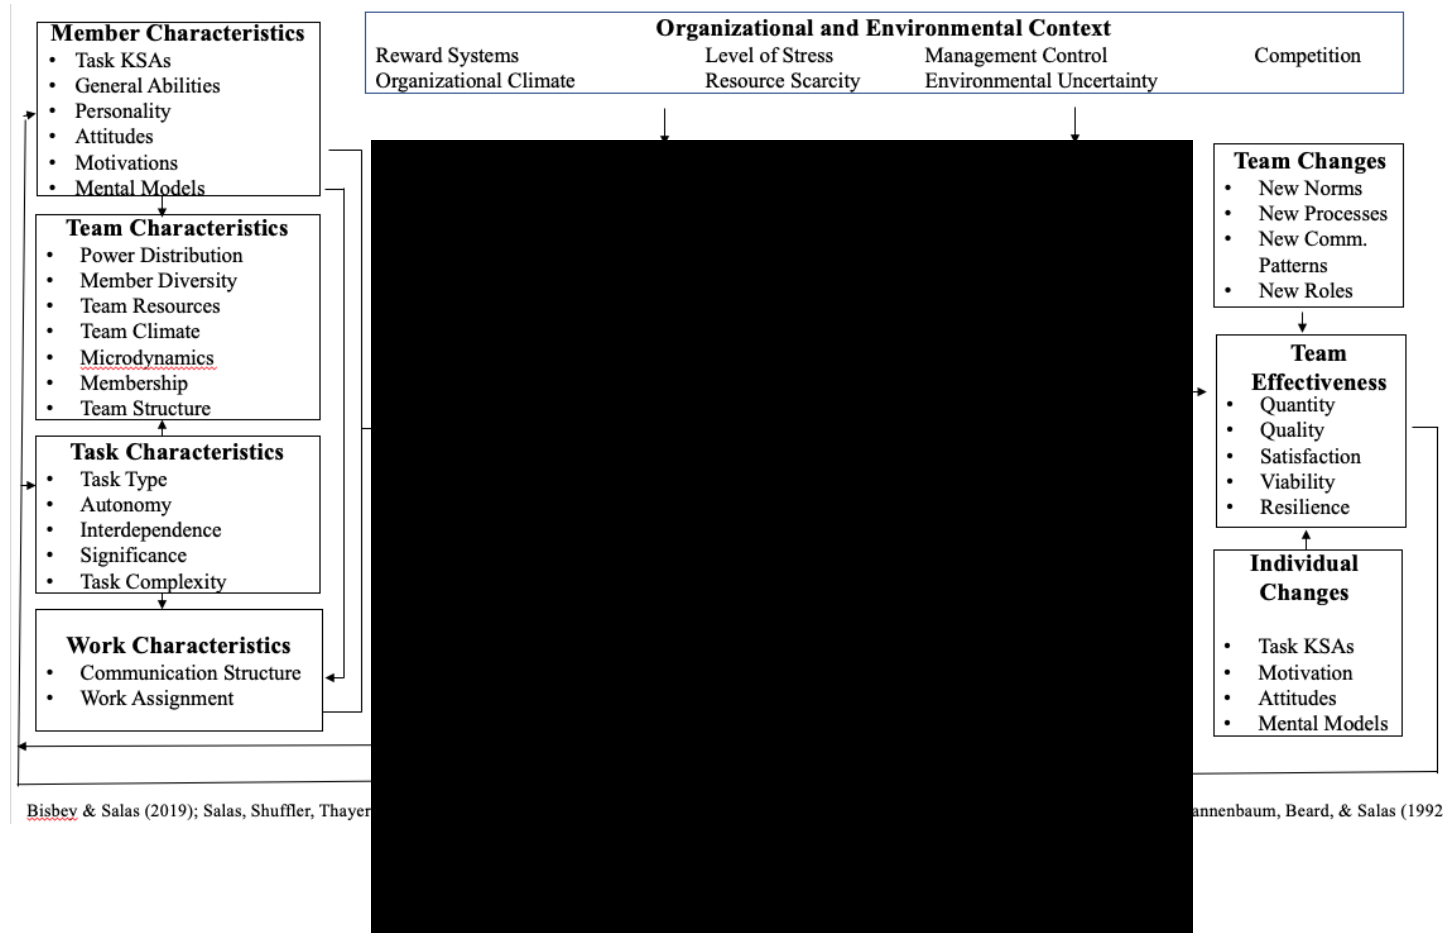 Member Characteristics
• Task KSAs
• General Abilities
• Personality
• Attitudes
• Motivations
• Mental Models
Organizational and Environmental Context
Reward Systems Level of Stress Management Control Competition
Organizational Climate Resource Scarcity Environmental Uncertainty
Team Characteristics
• Power Distribution
• Member Diversity
• Team Resources
• Team Climate
• Microdynamics
• Membership
• Team Structure
Task Characteristics
• Task Type
• Autonomy
• Interdependence
• Significance
• Task Complexity
Work Characteristics
• Communication Structure
• Work Assignment
Team Changes
• New Norms
• New Processes
• New Comm.
Patterns
• New Roles
Team
Effectiveness
• Quantity
• Quality
• Satisfaction
• Viability
• Resilience
Individual
Changes
• Task KSAs
• Motivation
• Attitudes
• Mental Models
Bisbey & Salas (2019); Salas, Shuffler, Thayer annenbaum, Beard, & Salas (1992